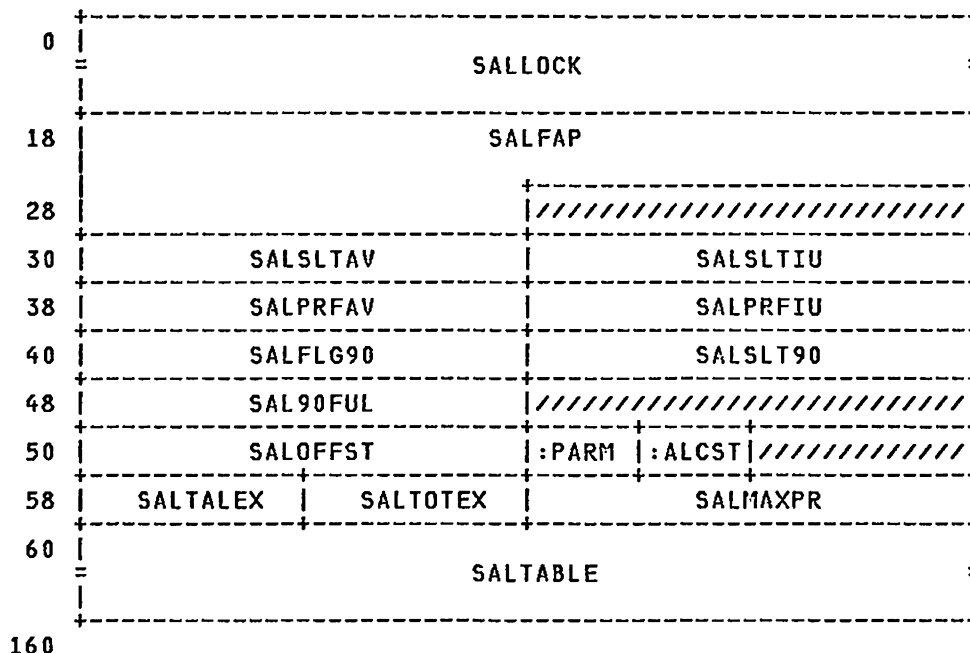 0
SALLOCK
18 SALFAP
28 ///////////////////////////
30 SALSLTAV SALSLTIU
38 SALPRFAV SALPRFIU
40 SALFLG90 SALSLT90
48 SAL90FUL ///////////////////////////
50 SALOFFST :PARM :ALCST /////////////
58 SALTALEX SALTOTEX SALMAXPR
60
SALTABLE
160